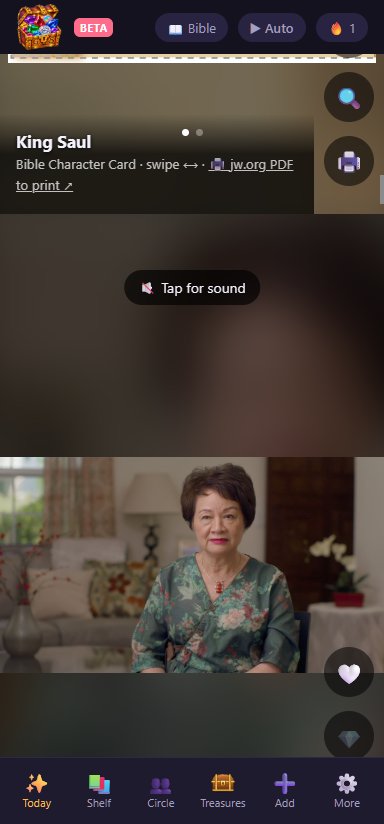 BETA
Bible
Auto
1
King Saul
Bible Character Card · swipe ↔ · jw.org PDF
to print ↗
Tap for sound
Today
Shelf
Circle
Treasures
Add
More